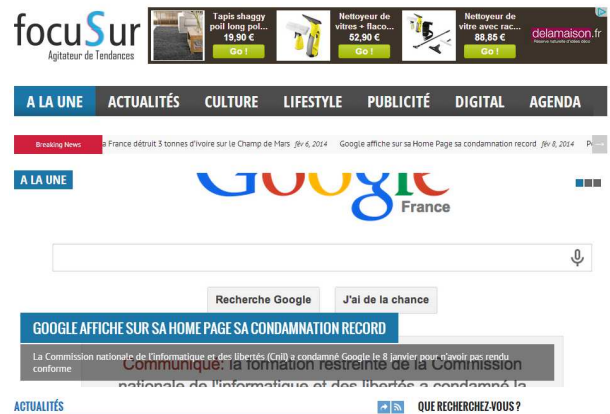 focuSur
Agitateur de Tendances
Tapis shaggy
poil long pol...
19,90 €
Go !
Nettoyeur de
vitres + flaco...
52,90 €
Go !
Nettoyeur de
vitre avec rac...
88,85 €
Go !
delamaison.fr
Réserve naturelle d'idées déco
A LA UNE ACTUALITÉS CULTURE LIFESTYLE PUBLICITÉ DIGITAL AGENDA
Breaking News a France détruit 3 tonnes d'ivoire sur le Champ de Mars fév 6, 2014 Google affiche sur sa Home Page sa condamnation record fév 8, 2014
A LA UNE
Google
France
Recherche Google J'ai de la chance
GOOGLE AFFICHE SUR SA HOME PAGE SA CONDAMNATION RECORD
La Commission nationale de l'informatique et des libertés (Cnil) a condamné Google le 8 janvier pour n'avoir pas rendu
conforme
Communiqué: la formation restreinte de la Commission
nationale de l'informatique et des libertés a condamné la
ACTUALITÉS QUE RECHERCHEZ-VOUS ?